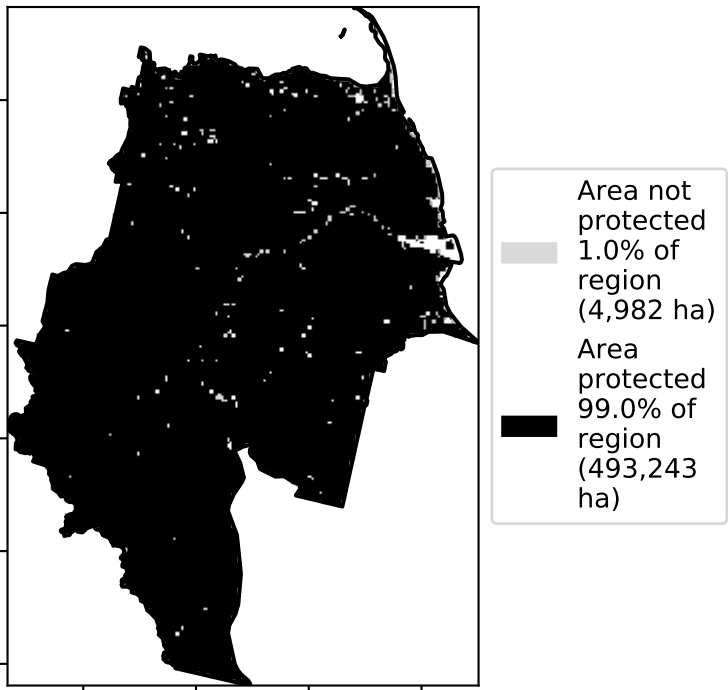 Area not
protected
1.0% of
region
(4,982 ha)
Area
protected
99.0% of
region
(493,243
ha)